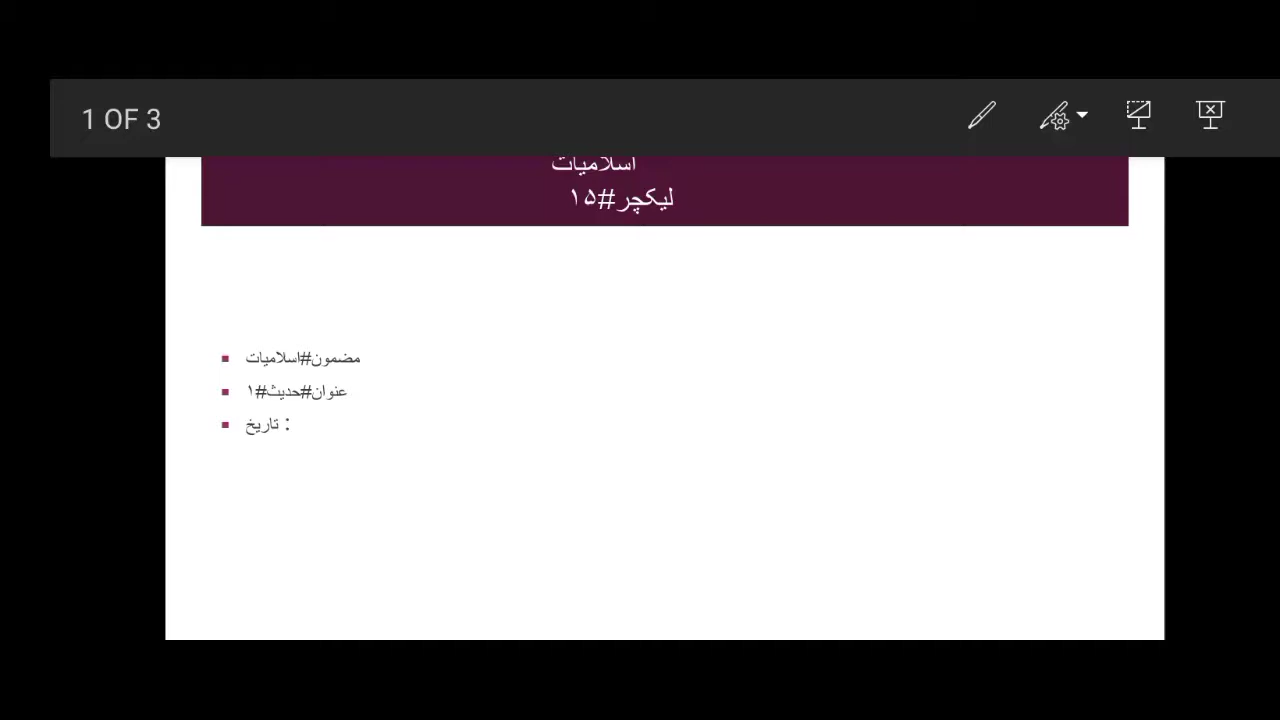 1 OF 3
اسلامیات
لیکچر#۱۵
مضمون#اسلامیات
عنوان#حدیث#۱
تاریخ :